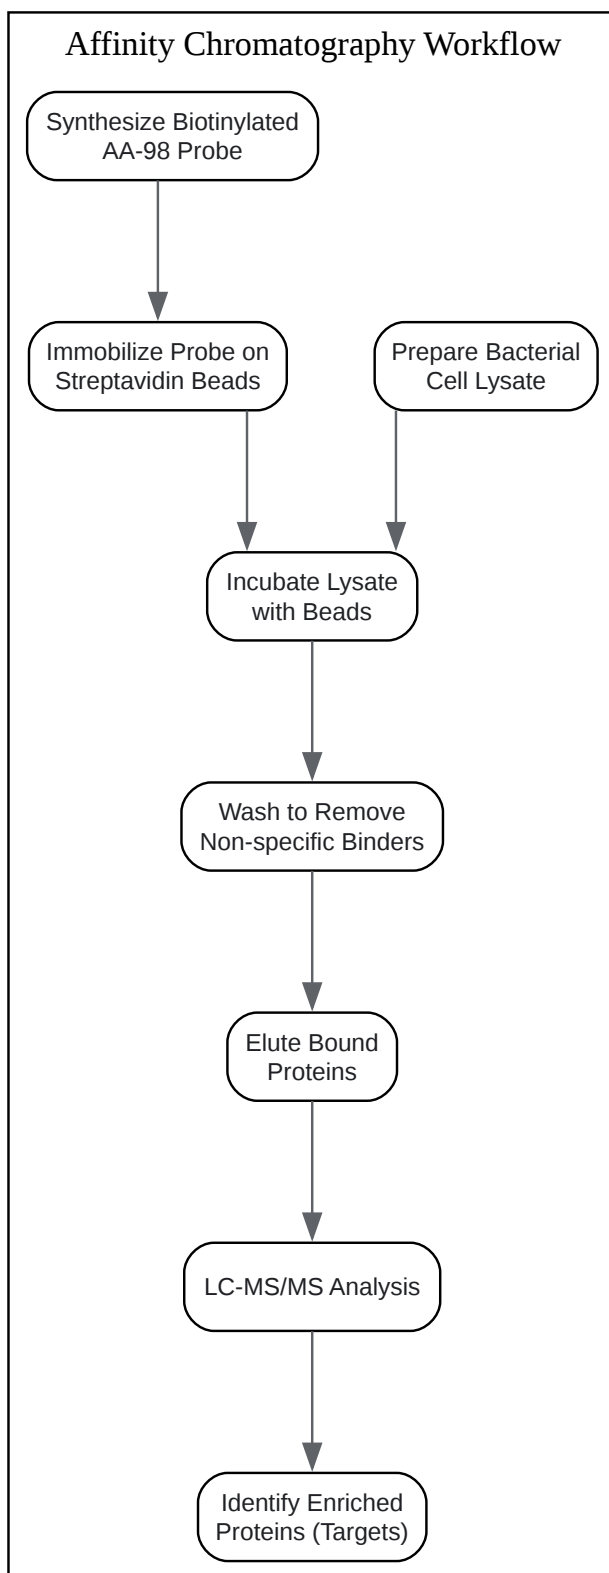 Affinity Chromatography Workflow
Synthesize Biotinylated
AA-98 Probe
Immobilize Probe on
Streptavidin Beads
Prepare Bacterial
Cell Lysate
Incubate Lysate
with Beads
Wash to Remove
Non-specific Binders
Elute Bound
Proteins
LC-MS/MS Analysis
Identify Enriched
Proteins (Targets)